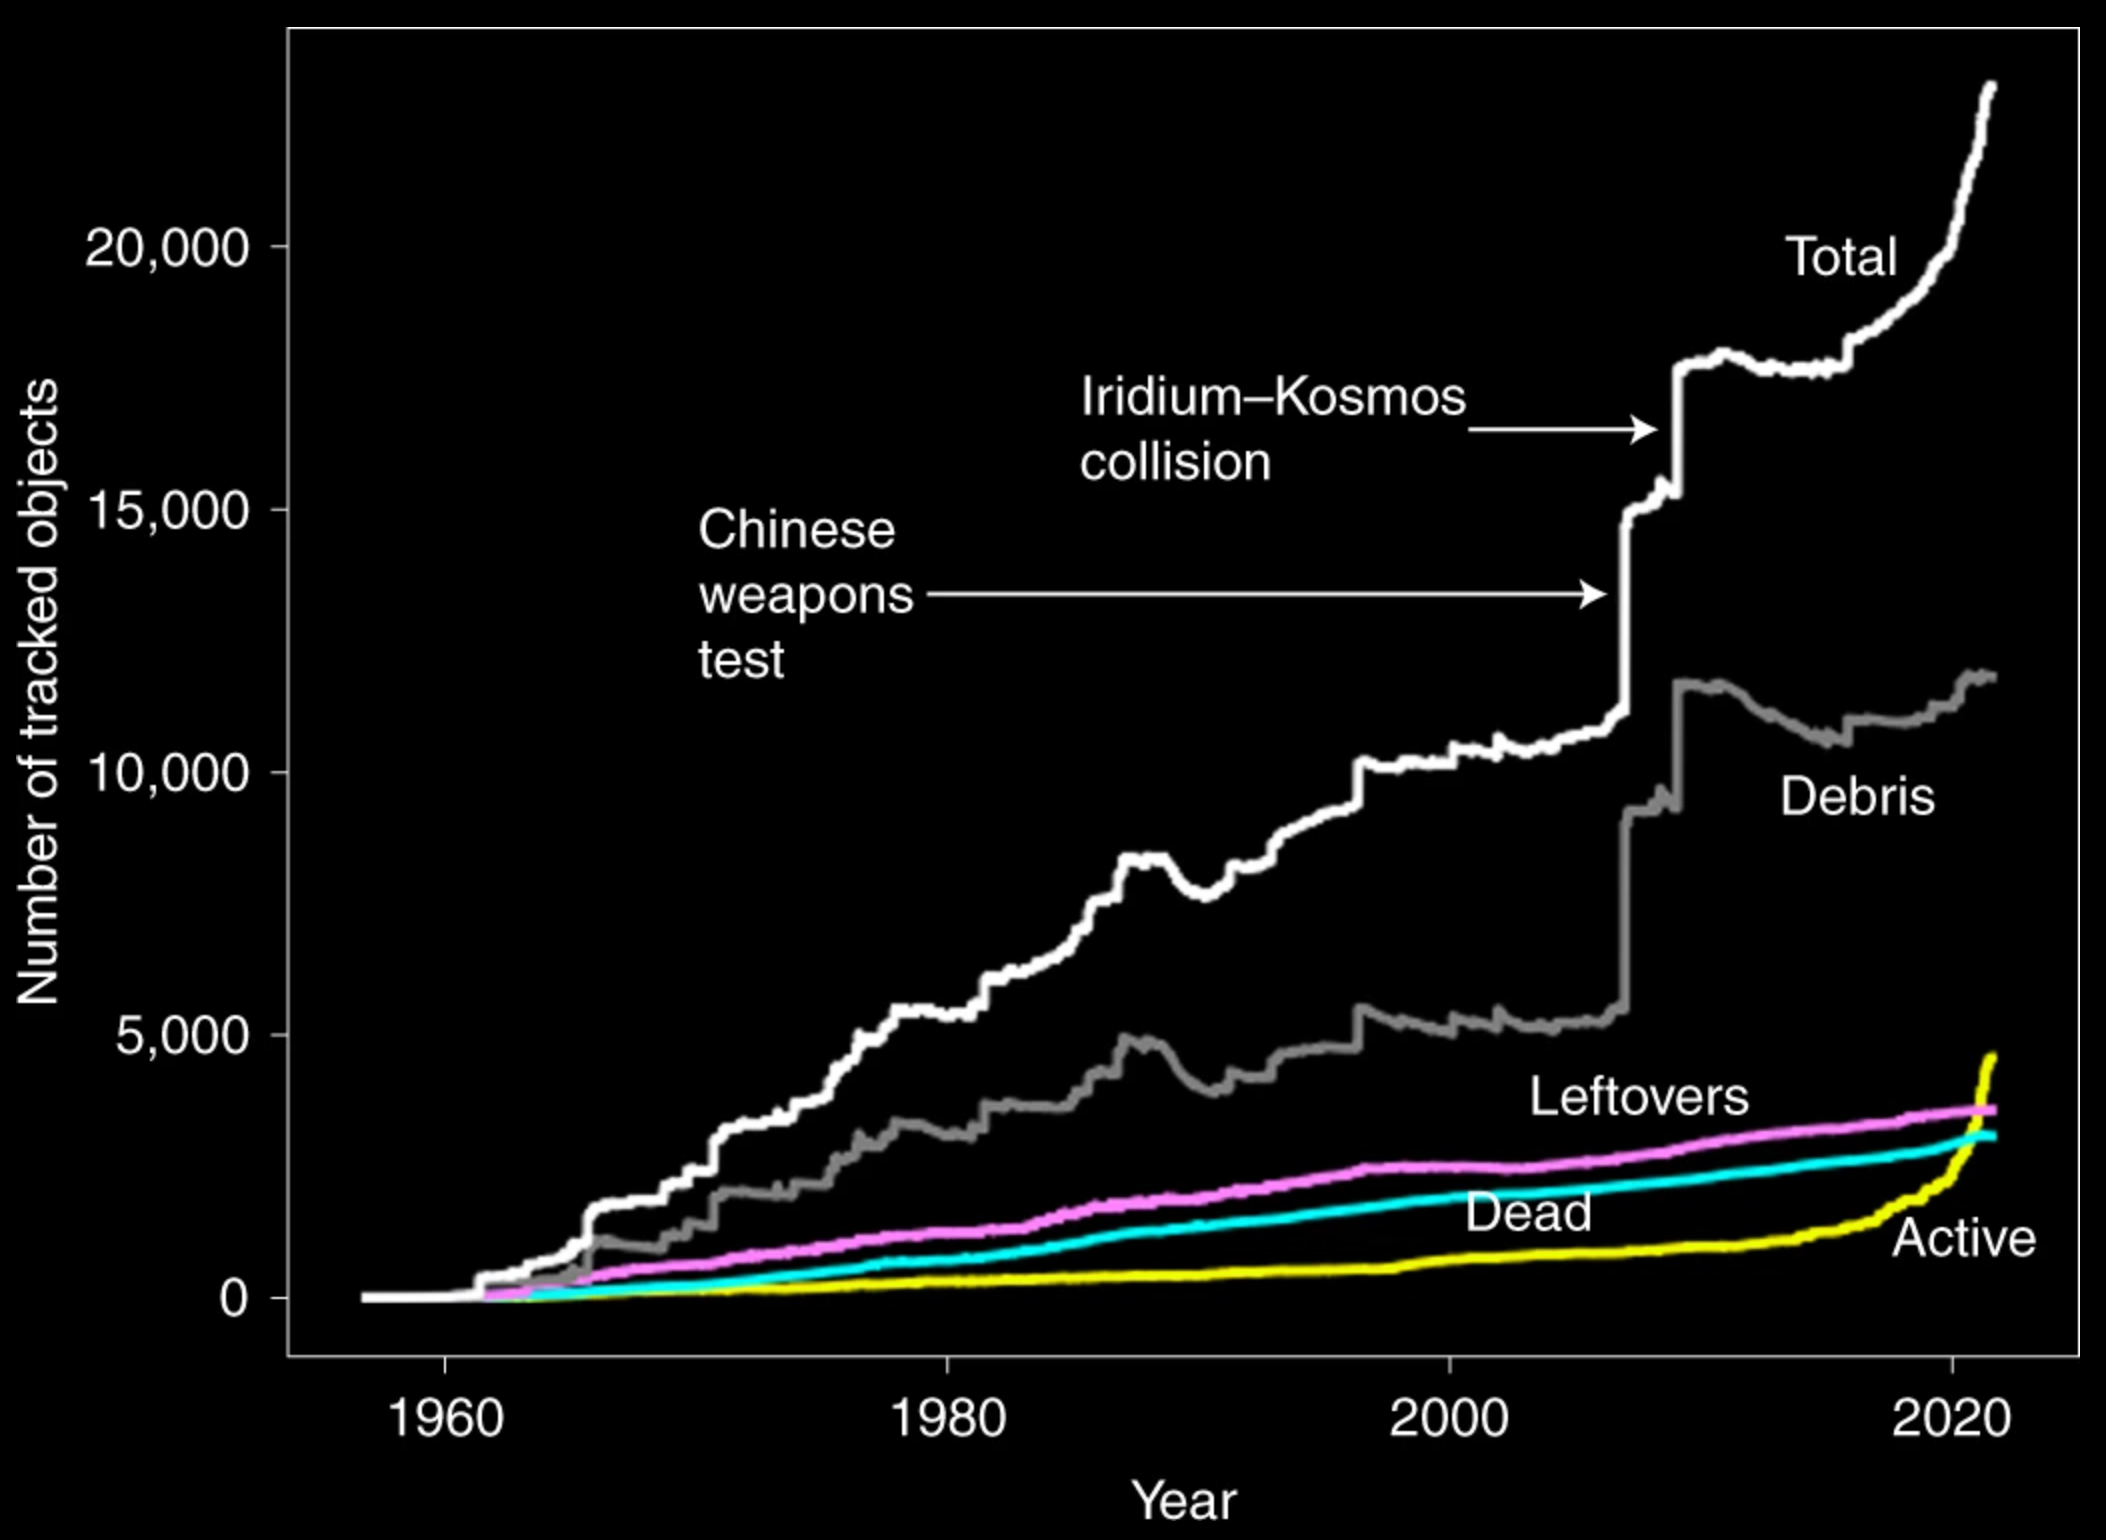 Number of tracked objects
20,000
15,000
10,000
5,000
0
Total
Iridium–Kosmos
collision
Chinese
weapons
test
Debris
Leftovers
Dead
Active
1960
1980
2000
2020
Year